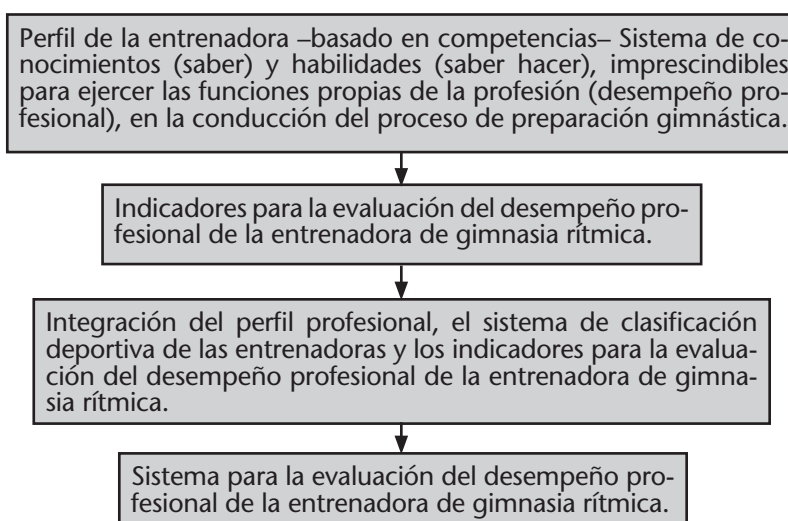 Perfil de la entrenadora –basado en competencias– Sistema de co-
nocimientos (saber) y habilidades (saber hacer), imprescindibles
para ejercer las funciones propias de la profesión (desempeño pro-
fesional), en la conducción del proceso de preparación gimnástica.
Indicadores para la evaluación del desempeño pro-
fesional de la entrenadora de gimnasia rítmica.
Integración del perfil profesional, el sistema de clasificación
deportiva de las entrenadoras y los indicadores para la evalua-
ción del desempeño profesional de la entrenadora de gimna-
sia rítmica.
Sistema para la evaluación del desempeño pro-
fesional de la entrenadora de gimnasia rítmica.